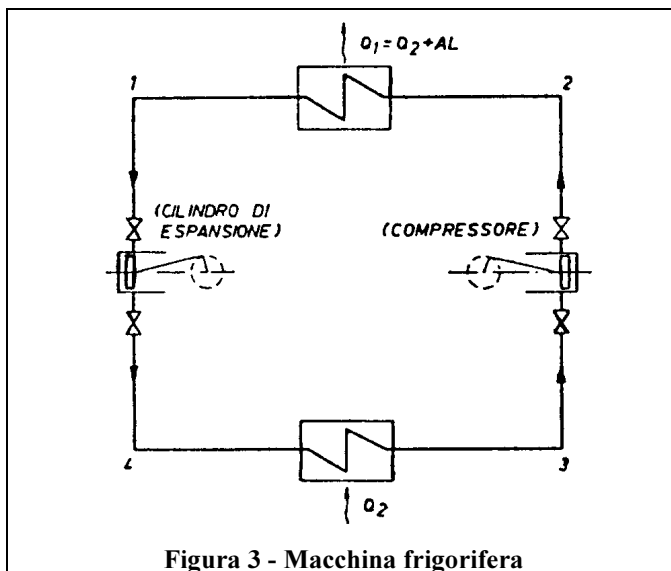 Q1 = Q2 + AL
1
2
(CILINDRO DI
ESPANSIONE)
(COMPRESSORE)
4
3
Q2
Figura 3 - Macchina frigorifera